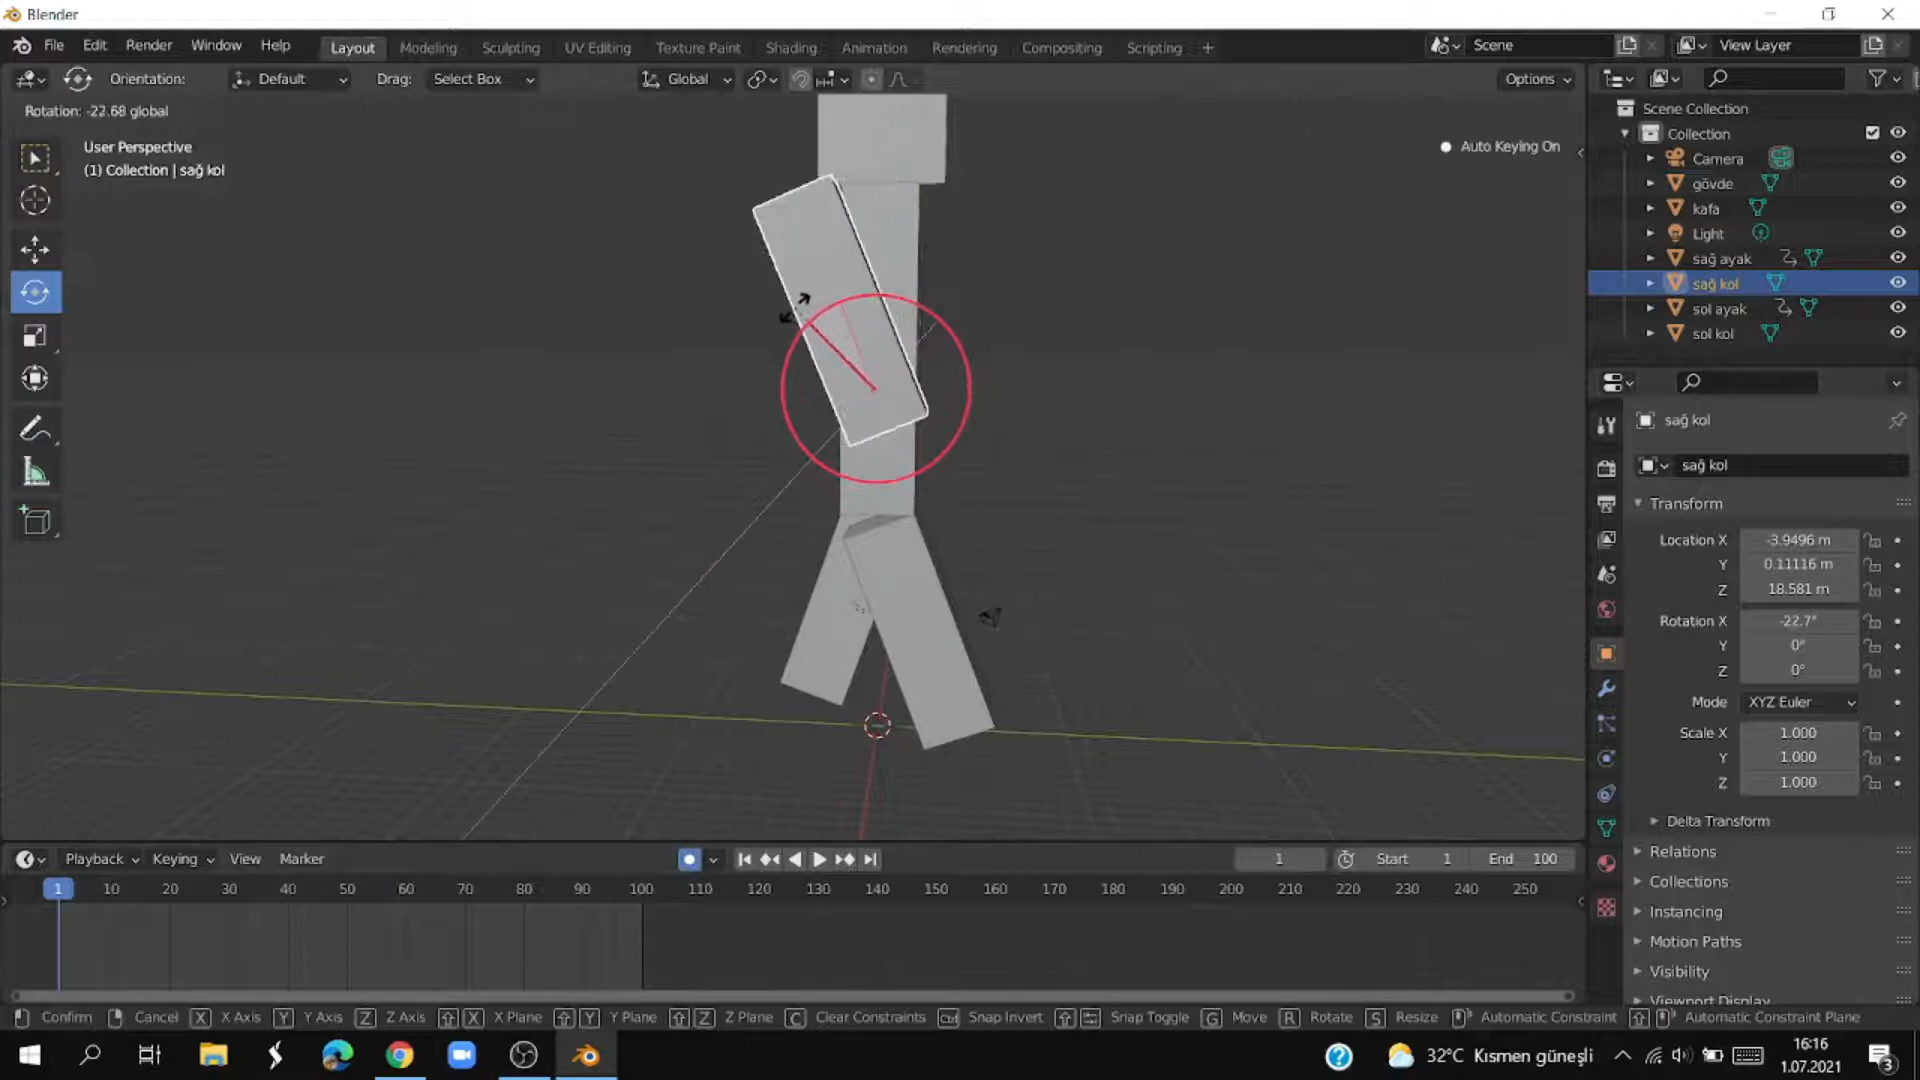 Blender
File Edit Render Window Help Layout Modeling Sculpting UV Editing Texture Paint Shading Animation Rendering Compositing Scripting + Scene View Layer
Orientation: Default Drag: Select Box Global Options
Rotation: -22.68 global
User Perspective
(1) Collection | sağ kol
Auto Keying On
Scene Collection
Collection
Camera
gövde
kafa
Light
sağ ayak
sağ kol
sol ayak
sol kol
sağ kol
sağ kol
Transform
Location X -3.9496 m
Y 0.11116 m
Z 18.581 m
Rotation X -22.7°
Y 0°
Z 0°
Mode XYZ Euler
Scale X 1.000
Y 1.000
Z 1.000
Delta Transform
Relations
Collections
Instancing
Motion Paths
Visibility
Viewport Display
Playback Keying View Marker 1 Start 1 End 100
1 10 20 30 40 50 60 70 80 90 100 110 120 130 140 150 160 170 180 190 200 210 220 230 240 250
Confirm Cancel X X Axis Y Y Axis Z Z Axis X X Plane Y Y Plane Z Z Plane C Clear Constraints Ctrl Snap Invert Snap Toggle G Move R Rotate S Resize Automatic Constraint Automatic Constraint Plane
32°C Kısmen güneşli
16:16
1.07.2021
3